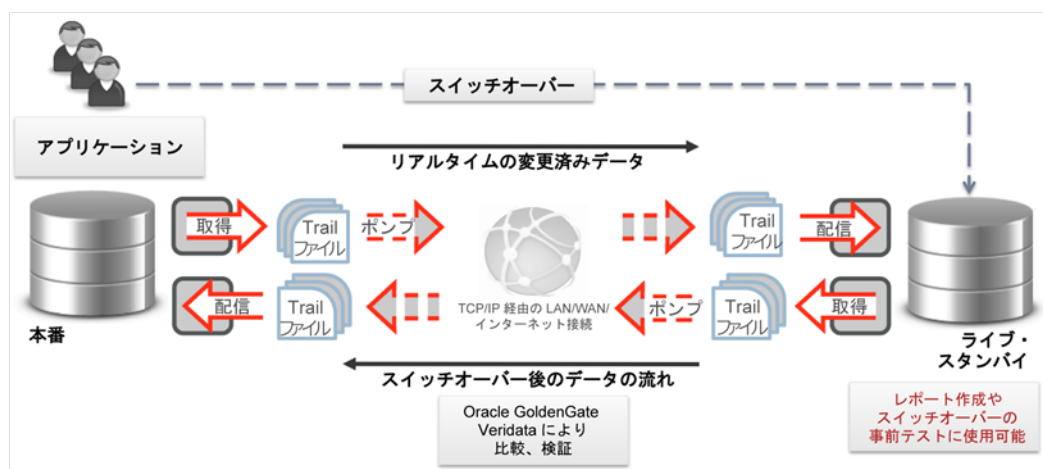 スイッチオーバー
アプリケーション
リアルタイムの変更済みデータ
取得
Trail
ファイル
ポンプ
Trail
ファイル
配信
配信
Trail
ファイル
TCP/IP 経由の LAN/WAN/
インターネット接続
ポンプ
Trail
ファイル
取得
本番
ライブ・
スタンバイ
スイッチオーバー後のデータの流れ
Oracle GoldenGate
Veridata により
比較、検証
レポート作成や
スイッチオーバーの
事前テストに使用可能